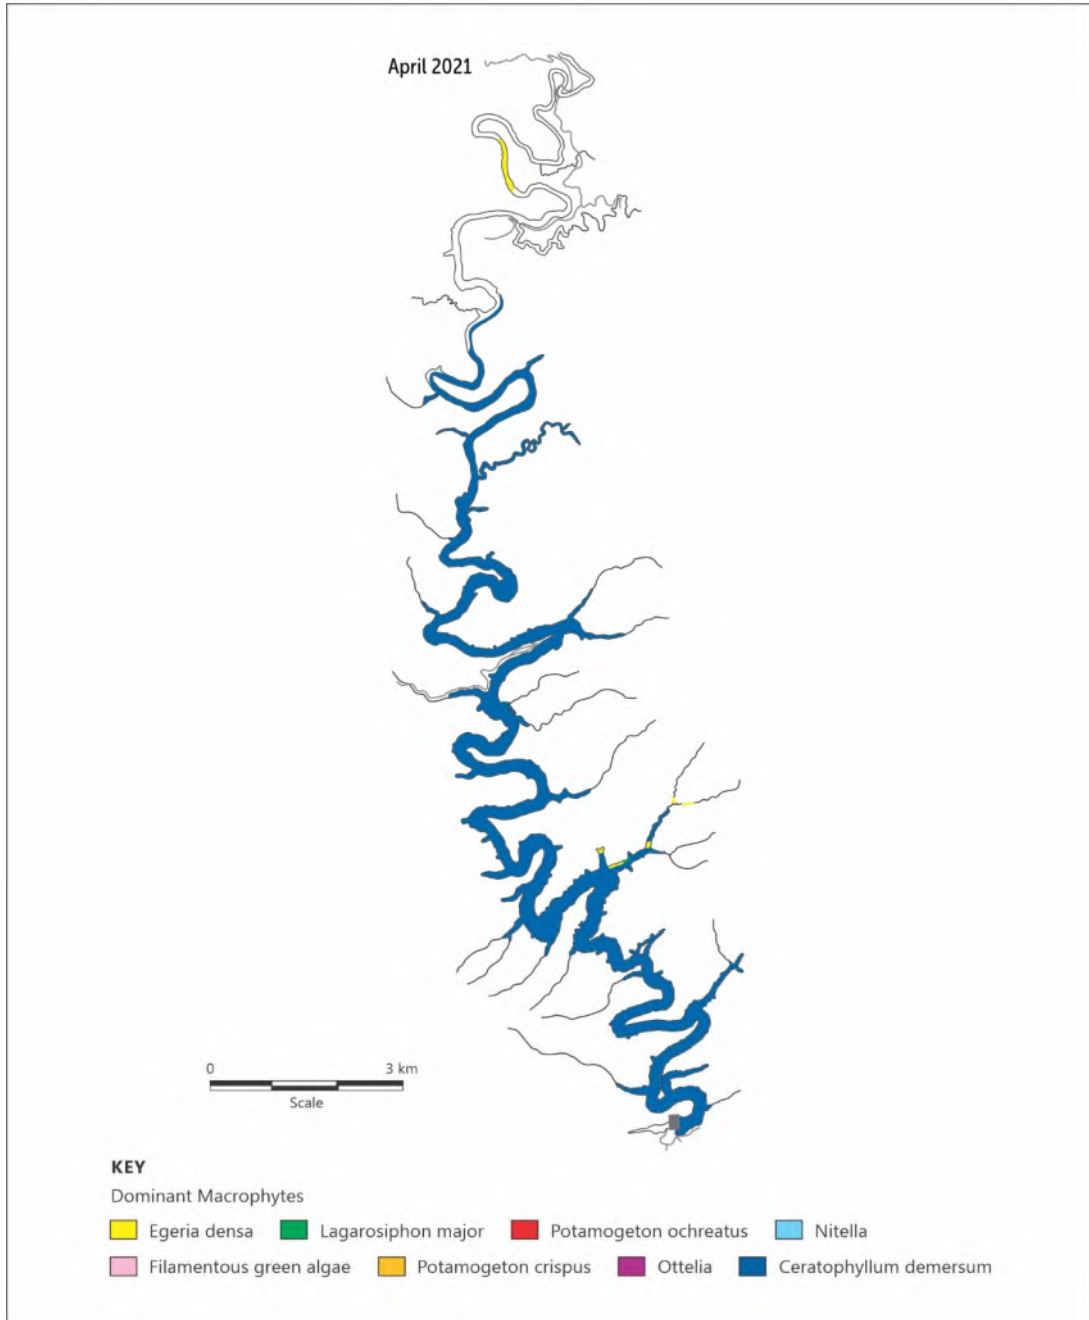 April 2021
0 3 km
Scale
KEY
Dominant Macrophytes
Egeria densa Lagarosiphon major Potamogeton ochreatus Nitella
Filamentous green algae Potamogeton crispus Ottelia Ceratophyllum demersum